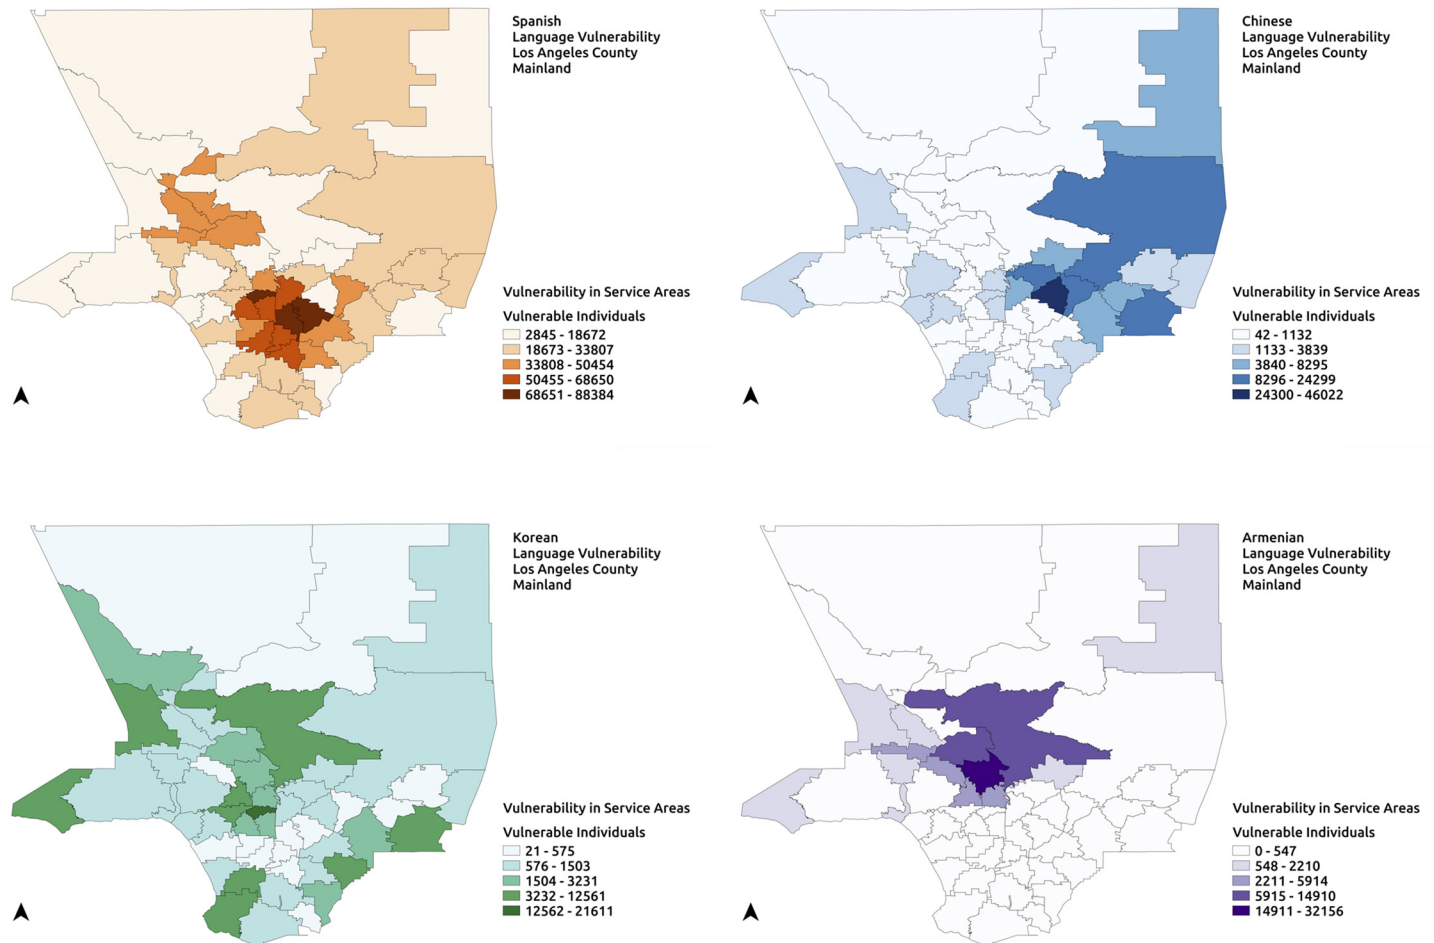 Spanish
Language Vulnerability
Los Angeles County
Mainland
Vulnerability in Service Areas
Vulnerable Individuals
2845 - 18672
18673 - 33807
33808 - 50454
50455 - 68650
68651 - 88384
Chinese
Language Vulnerability
Los Angeles County
Mainland
Vulnerability in Service Areas
Vulnerable Individuals
42 - 1132
1133 - 3839
3840 - 8295
8296 - 24299
24300 - 46022
Korean
Language Vulnerability
Los Angeles County
Mainland
Vulnerability in Service Areas
Vulnerable Individuals
21 - 575
576 - 1503
1504 - 3231
3232 - 12561
12562 - 21611
Armenian
Language Vulnerability
Los Angeles County
Mainland
Vulnerability in Service Areas
Vulnerable Individuals
0 - 547
548 - 2210
2211 - 5914
5915 - 14910
14911 - 32156